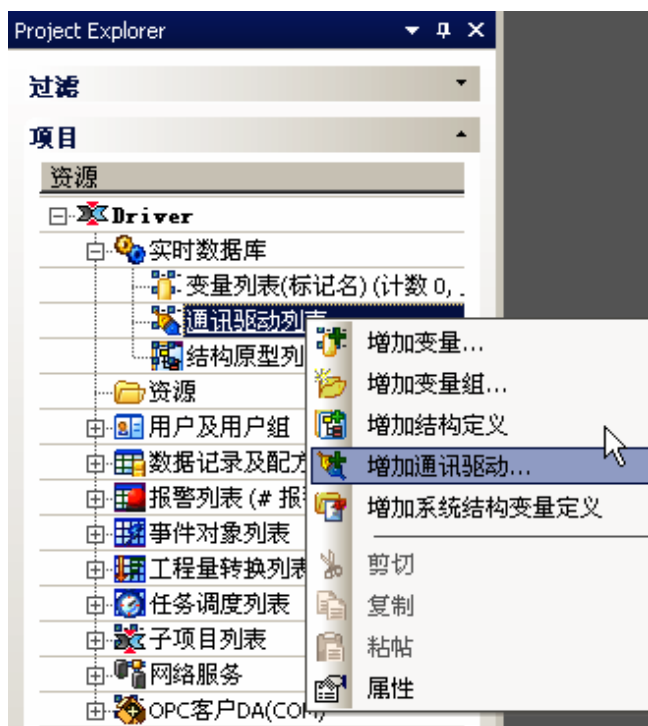 Project Explorer
过滤
项目
资源
Driver
实时数据库
变量列表(标记名) (计数 0,
通讯驱动列表
结构原型列
资源
用户及用户组
数据记录及配方
报警列表 (# 报
事件对象列表
工程量转换列表
任务调度列表
子项目列表
网络服务
OPC客户DA(COM)
增加变量...
增加变量组...
增加结构定义
增加通讯驱动...
增加系统结构变量定义
剪切
复制
粘帖
属性